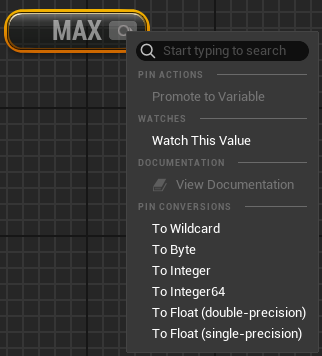 MAX
Start typing to search
PIN ACTIONS
Promote to Variable
WATCHES
Watch This Value
DOCUMENTATION
View Documentation
PIN CONVERSIONS
To Wildcard
To Byte
To Integer
To Integer64
To Float (double-precision)
To Float (single-precision)